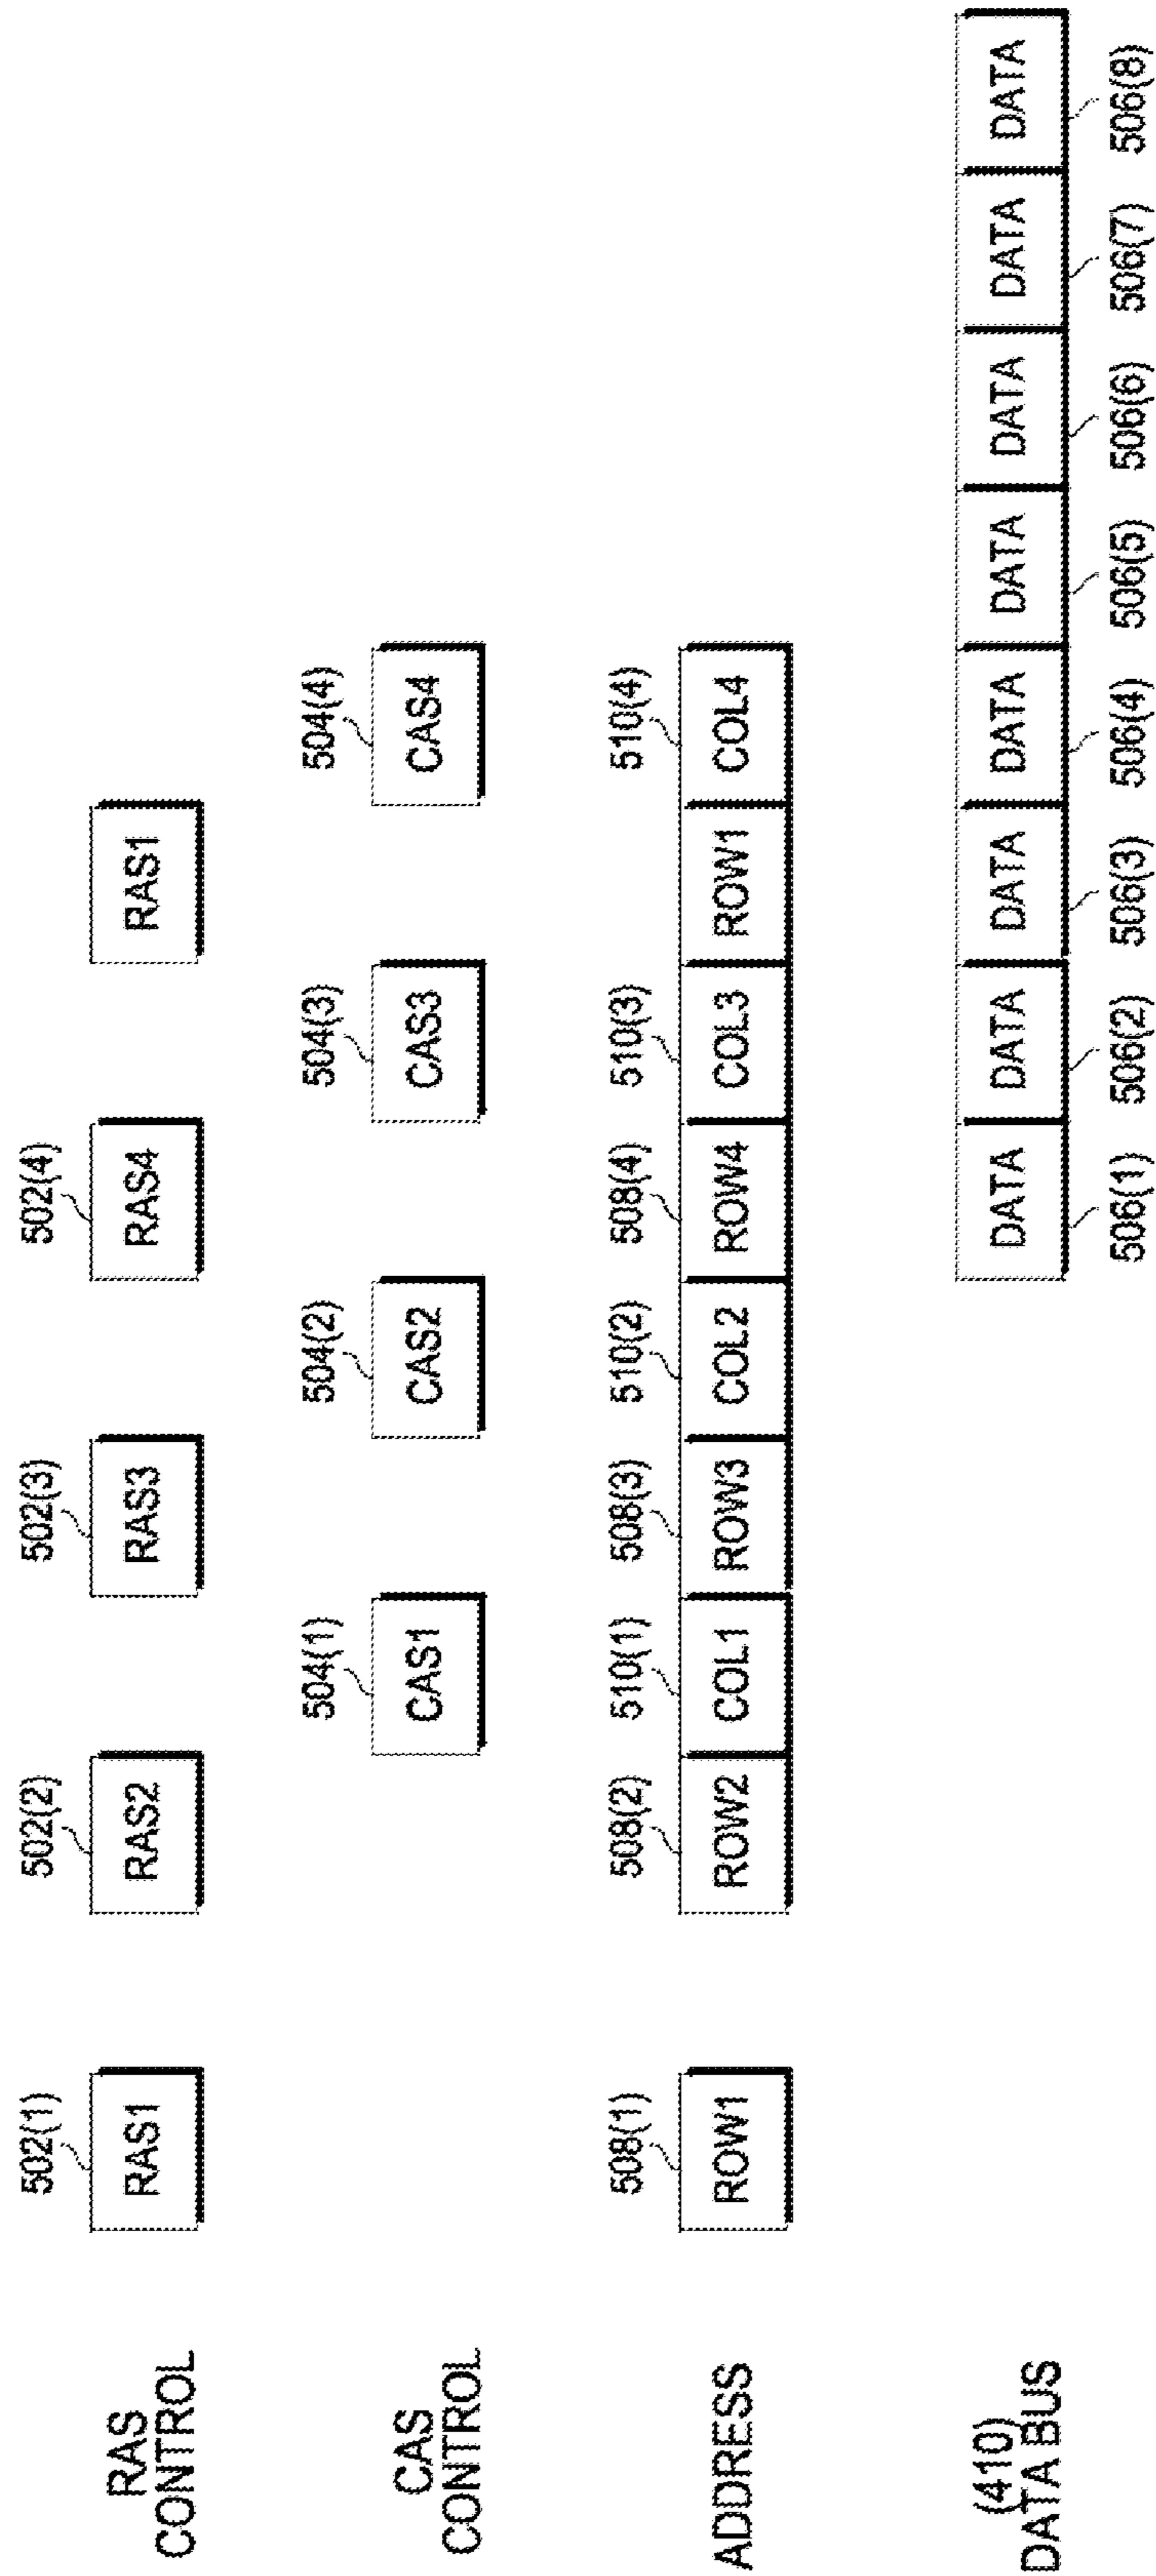 502(1) 502(2) 502(3) 502(4)
RAS
CONTROL
RAS1 RAS2 RAS3 RAS4 RAS1
504(1) 504(2) 504(3) 504(4)
CAS
CONTROL
CAS1 CAS2 CAS3 CAS4
508(1) 508(2) 510(1) 508(3) 510(2) 508(4) 510(3) 510(4)
ADDRESS ROW1 ROW2 COL1 ROW3 COL2 ROW4 COL3 ROW1 COL4
(410)
DATA BUS
DATA DATA DATA DATA DATA DATA DATA DATA
506(1) 506(2) 506(3) 506(4) 506(5) 506(6) 506(7) 506(8)